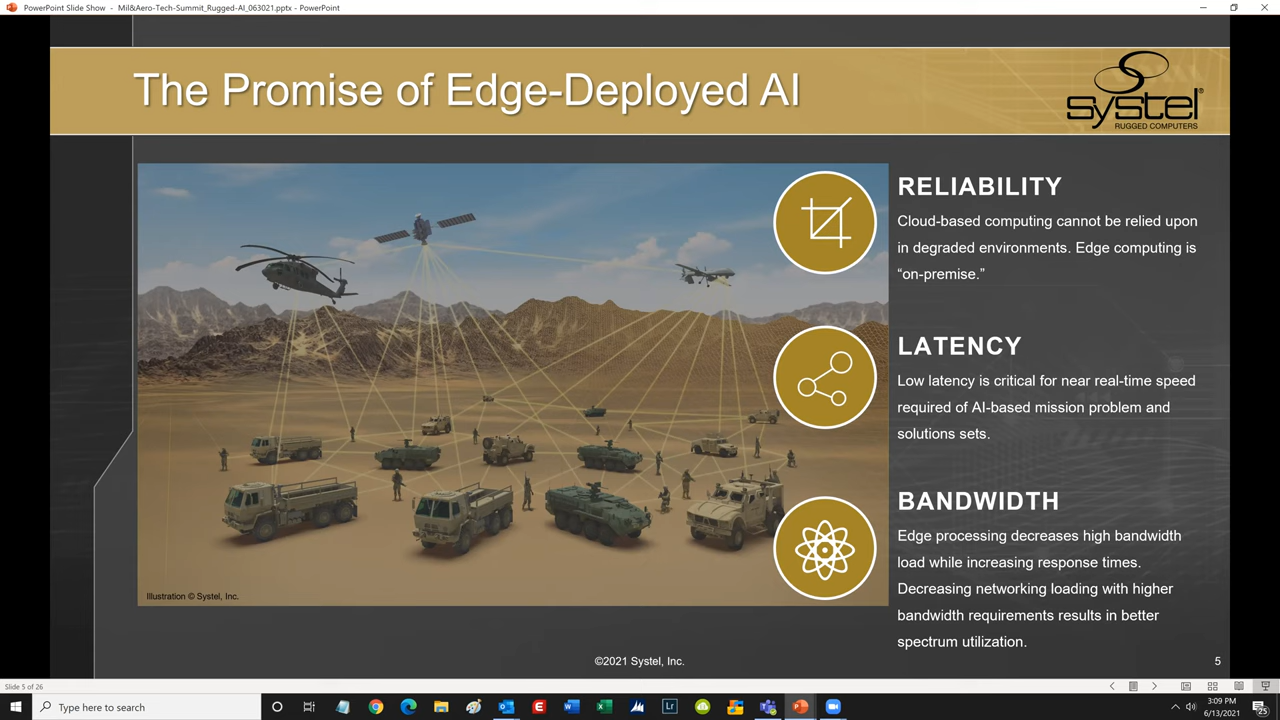 PowerPoint Slide Show - Mil&Aero-Tech-Summit_Rugged-AI_063021.pptx - PowerPoint
The Promise of Edge-Deployed AI
systel®
RUGGED COMPUTERS
RELIABILITY
Cloud-based computing cannot be relied upon
in degraded environments. Edge computing is
“on-premise.”
LATENCY
Low latency is critical for near real-time speed
required of AI-based mission problem and
solutions sets.
BANDWIDTH
Edge processing decreases high bandwidth
load while increasing response times.
Decreasing networking loading with higher
bandwidth requirements results in better
spectrum utilization.
Illustration © Systel, Inc.
©2021 Systel, Inc.
5
Slide 5 of 26
Type here to search
3:09 PM
6/13/2021
25